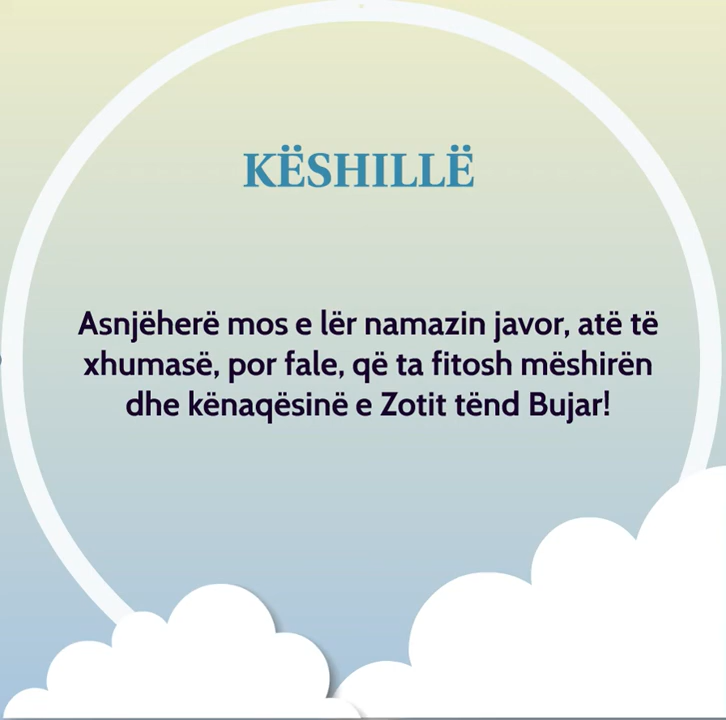 KËSHILLË
Asnjëherë mos e lër namazin javor, atë të
xhumasë, por fale, që ta fitosh mëshirën
dhe kënaqësinë e Zotit tënd Bujar!